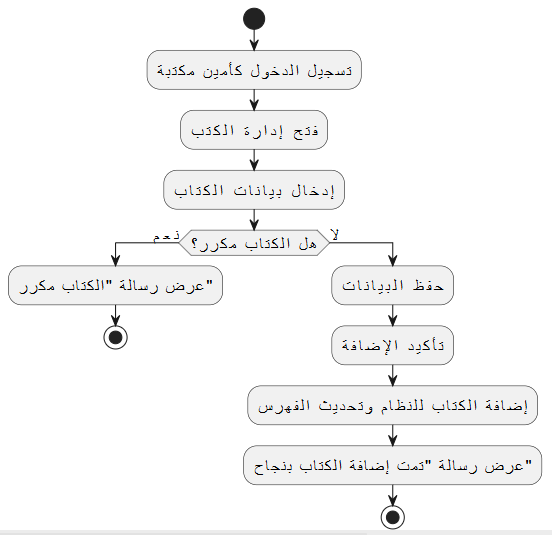 تسجيل الدخول كأمين مكتبة
فتح إدارة الكتب
إدخال بيانات الكتاب
هل الكتاب مكرر؟
نعم
لا
عرض رسالة "الكتاب مكرر"
حفظ البيانات
تأكيد الإضافة
إضافة الكتاب للنظام وتحديث الفهرس
عرض رسالة "تمت إضافة الكتاب بنجاح"